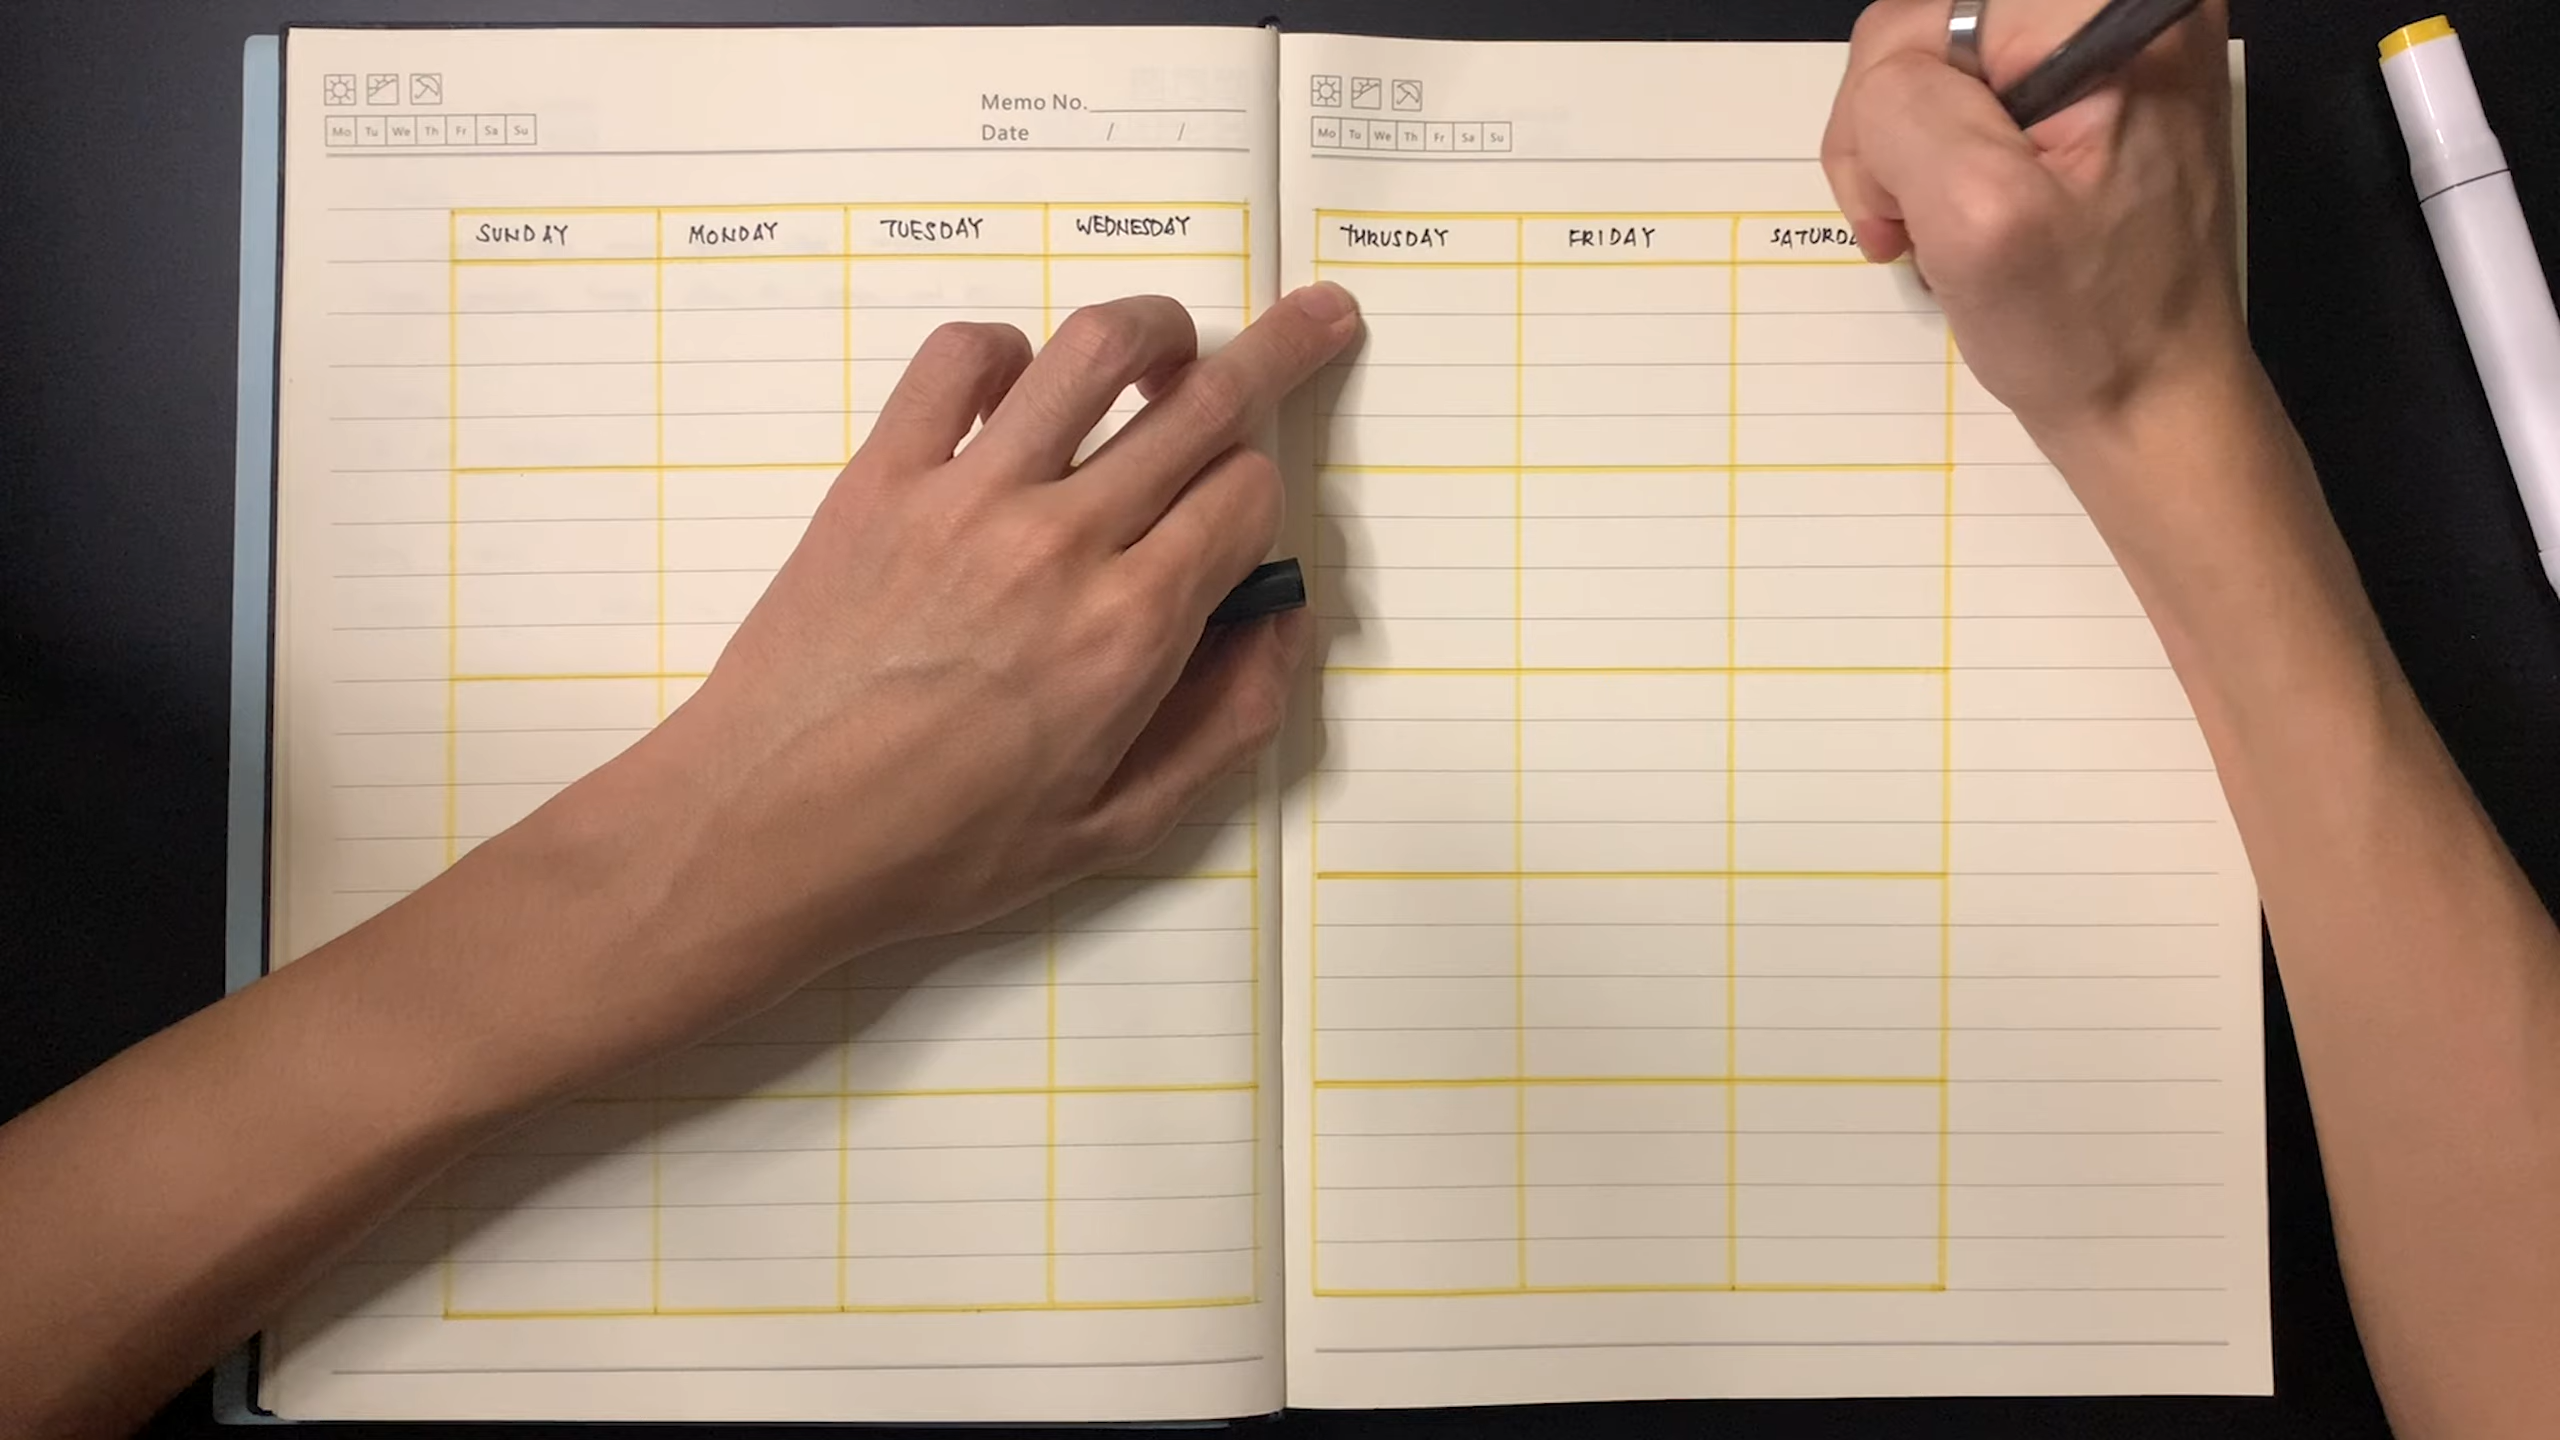 Memo No.
Date / /
Mo Tu We Th Fr Sa Su
Mo Tu We Th Fr Sa Su
SUNDAY MONDAY TUESDAY WEDNESDAY THRUSDAY FRIDAY SATURDA